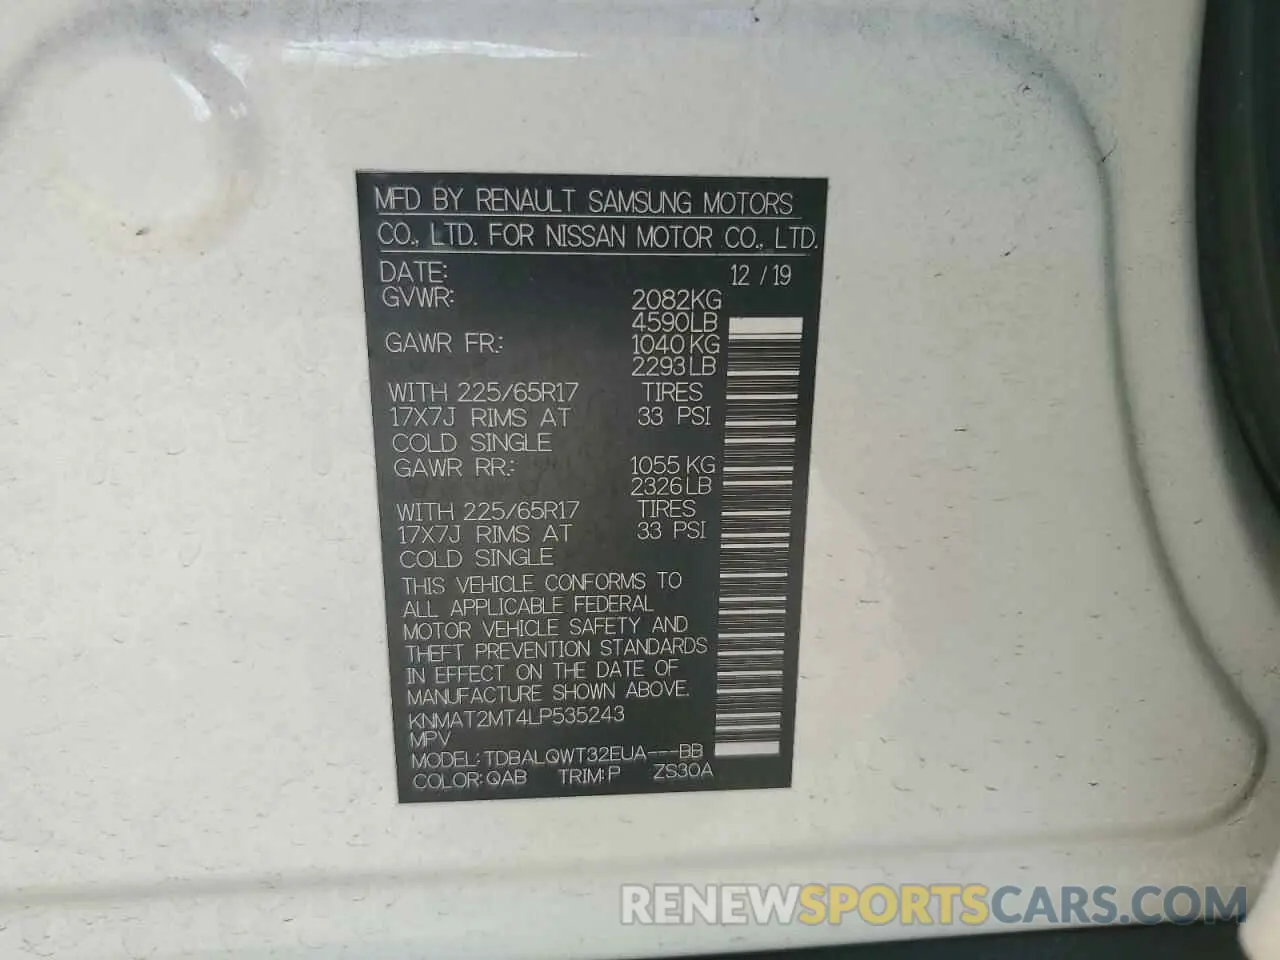 MFD BY RENAULT SAMSUNG MOTORS
CO., LTD. FOR NISSAN MOTOR CO., LTD.
DATE: 12 / 19
GVWR: 2082KG
4590LB
GAWR FR.: 1040 KG
2293 LB
WITH 225/65R17 TIRES
17X7J RIMS AT 33 PSI
COLD SINGLE
GAWR RR.: 1055 KG
2326 LB
WITH 225/65R17 TIRES
17X7J RIMS AT 33 PSI
COLD SINGLE
THIS VEHICLE CONFORMS TO
ALL APPLICABLE FEDERAL
MOTOR VEHICLE SAFETY AND
THEFT PREVENTION STANDARDS
IN EFFECT ON THE DATE OF
MANUFACTURE SHOWN ABOVE.
KNMAT2MT4LP535243
MPV
MODEL: TDBALQWT32EUA---BB
COLOR: QAB TRIM: P ZS30A
RENEWSPORTSCARS.COM